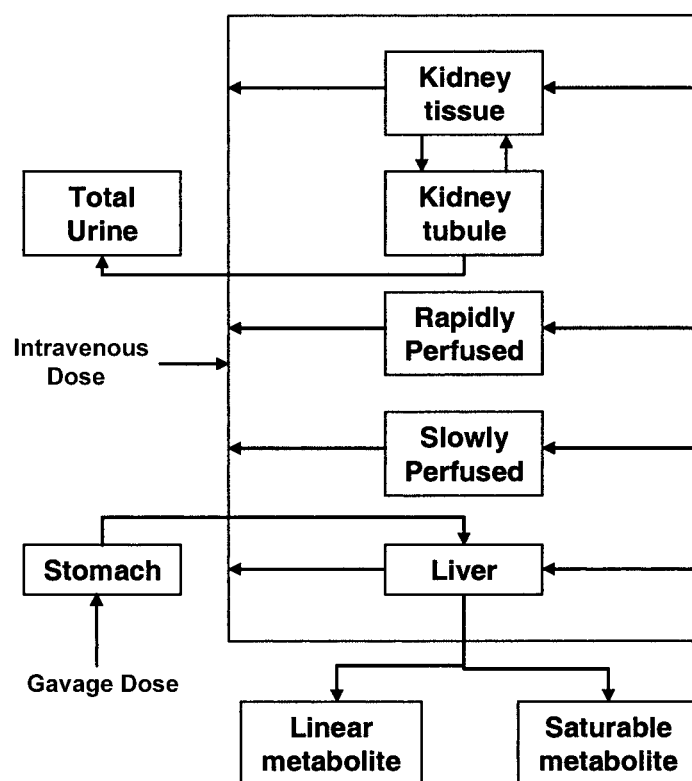 Kidney
tissue
Total
Urine
Kidney
tubule
Rapidly
Perfused
Intravenous
Dose
Slowly
Perfused
Stomach
Liver
Gavage Dose
Linear
metabolite
Saturable
metabolite